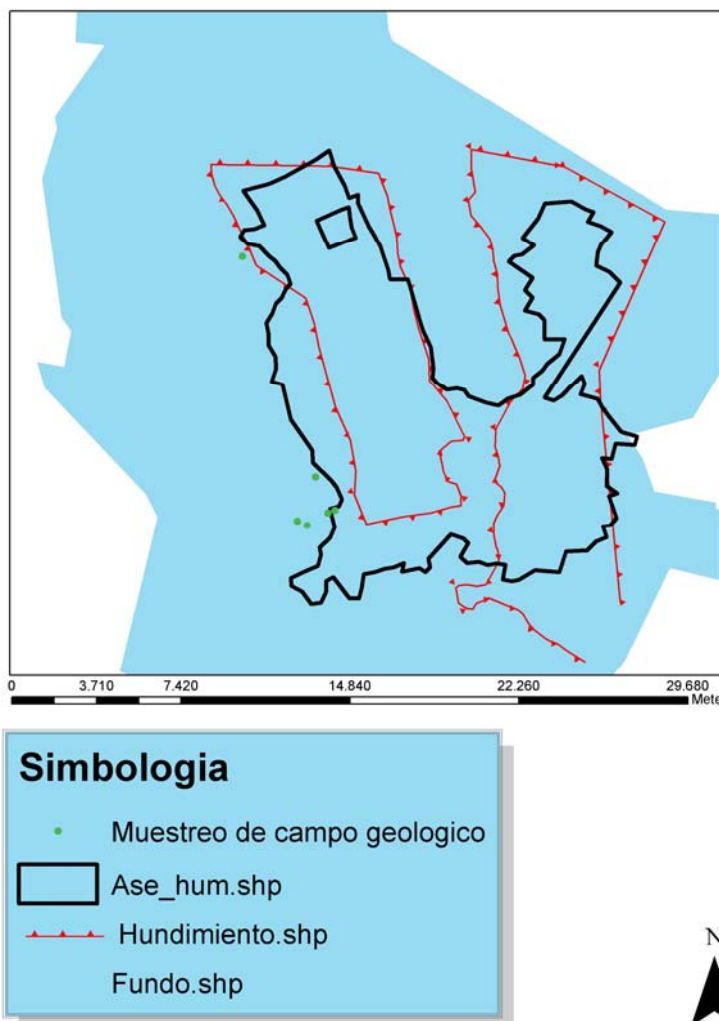 0 3.710 7.420 14.840 22.260 29.680
Mete
Simbologia
Muestreo de campo geologico
Ase_hum.shp
Hundimiento.shp
Fundo.shp
N